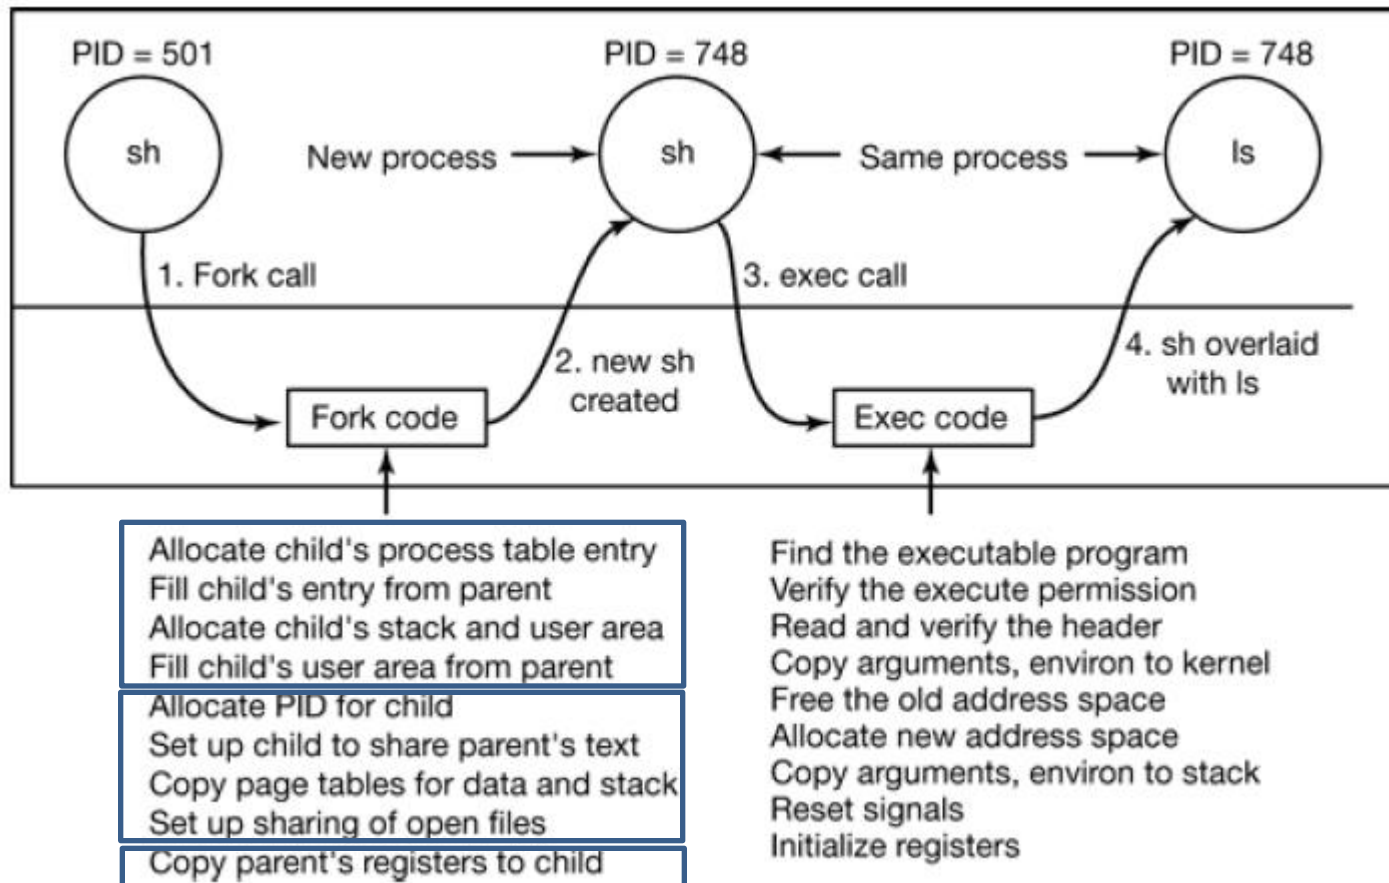 PID = 501
PID = 748
PID = 748
sh
New process
sh
Same process
ls
1. Fork call
3. exec call
2. new sh
created
4. sh overlaid
with ls
Fork code
Exec code
Allocate child's process table entry
Fill child's entry from parent
Allocate child's stack and user area
Fill child's user area from parent
Allocate PID for child
Set up child to share parent's text
Copy page tables for data and stack
Set up sharing of open files
Copy parent's registers to child
Find the executable program
Verify the execute permission
Read and verify the header
Copy arguments, environ to kernel
Free the old address space
Allocate new address space
Copy arguments, environ to stack
Reset signals
Initialize registers